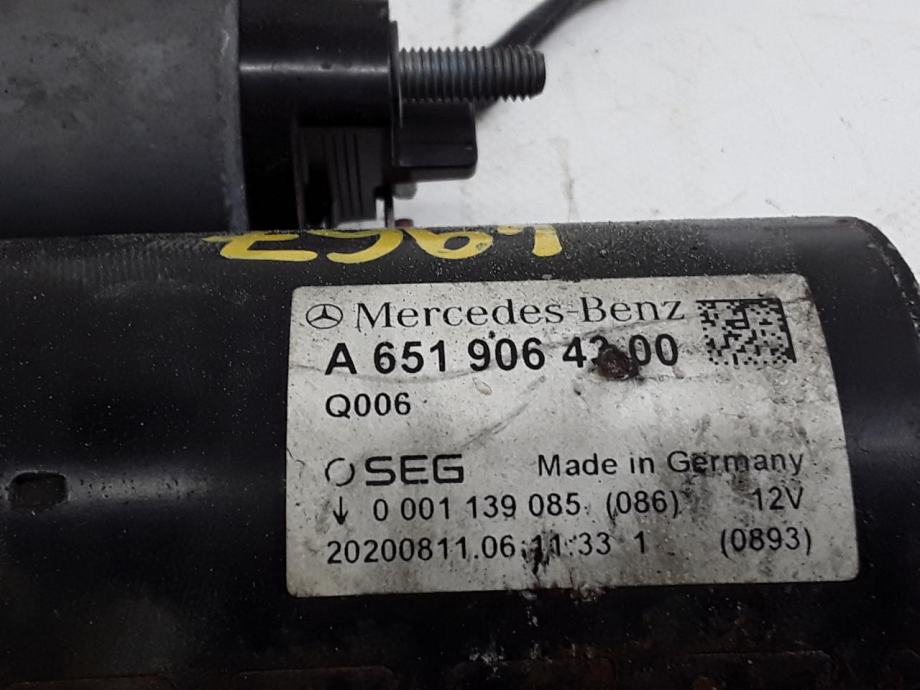 Mercedes-Benz
A 651 906 00
Q006
SEG Made in Germany
↓ 0 001 139 085 (086) 12V
20200811.06:11:33 1 (0893)